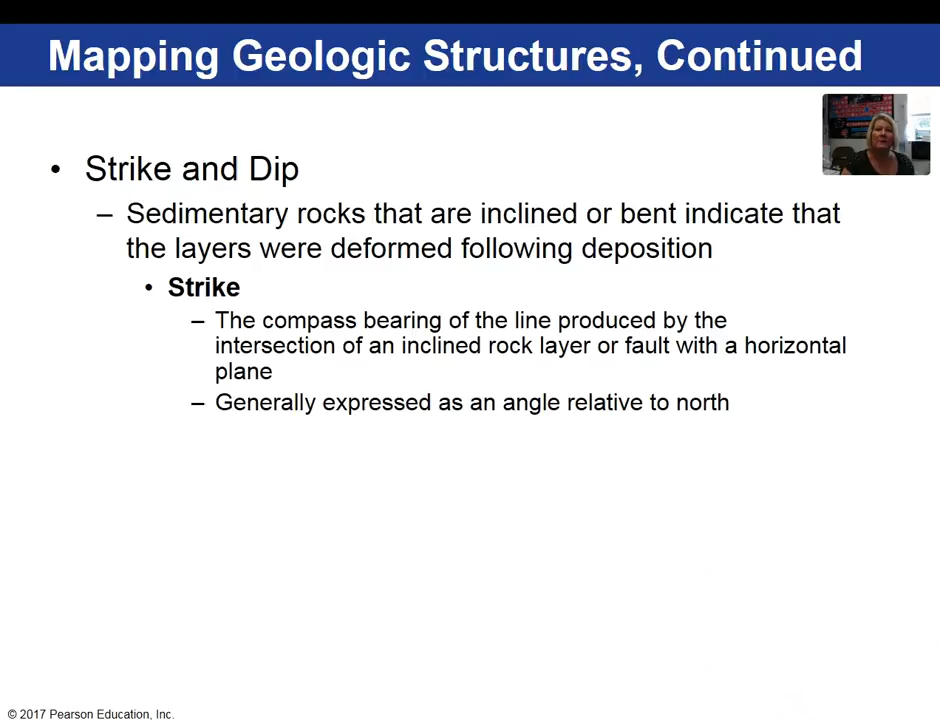 Mapping Geologic Structures, Continued
• Strike and Dip
– Sedimentary rocks that are inclined or bent indicate that
the layers were deformed following deposition
• Strike
– The compass bearing of the line produced by the
intersection of an inclined rock layer or fault with a horizontal
plane
– Generally expressed as an angle relative to north
© 2017 Pearson Education, Inc.